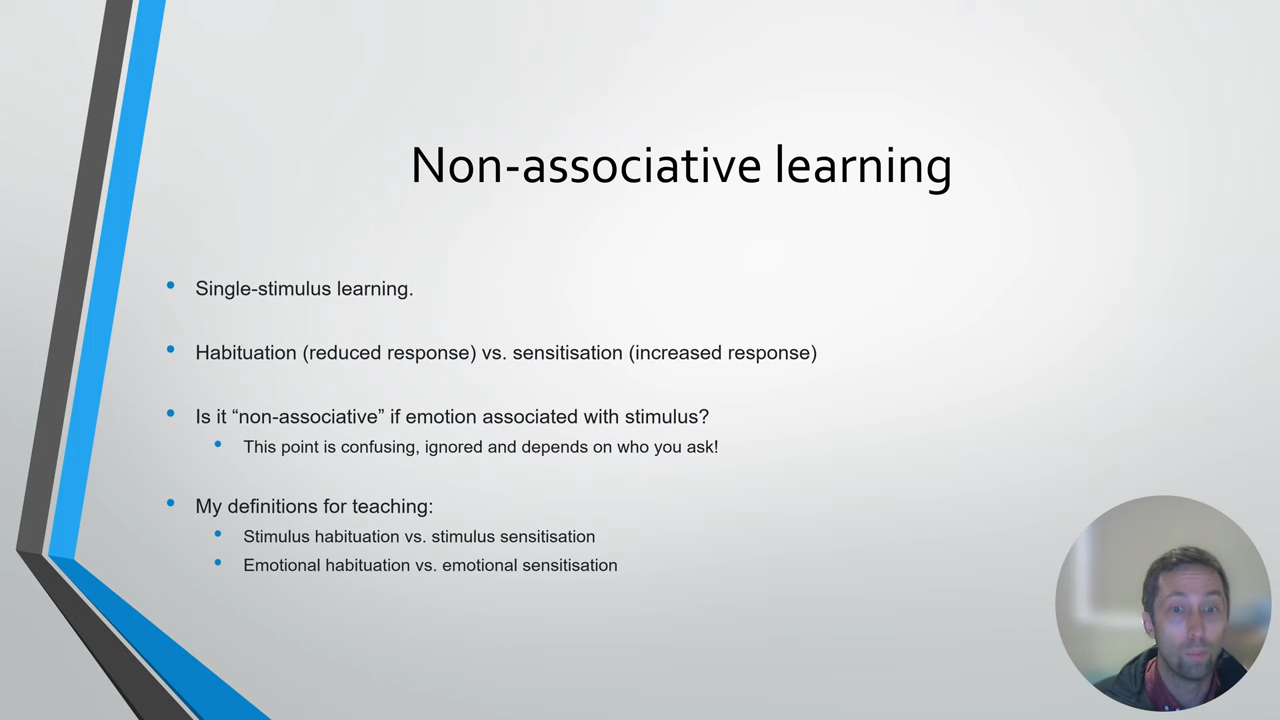 Non-associative learning
Single-stimulus learning.
Habituation (reduced response) vs. sensitisation (increased response)
Is it “non-associative” if emotion associated with stimulus?
This point is confusing, ignored and depends on who you ask!
My definitions for teaching:
Stimulus habituation vs. stimulus sensitisation
Emotional habituation vs. emotional sensitisation